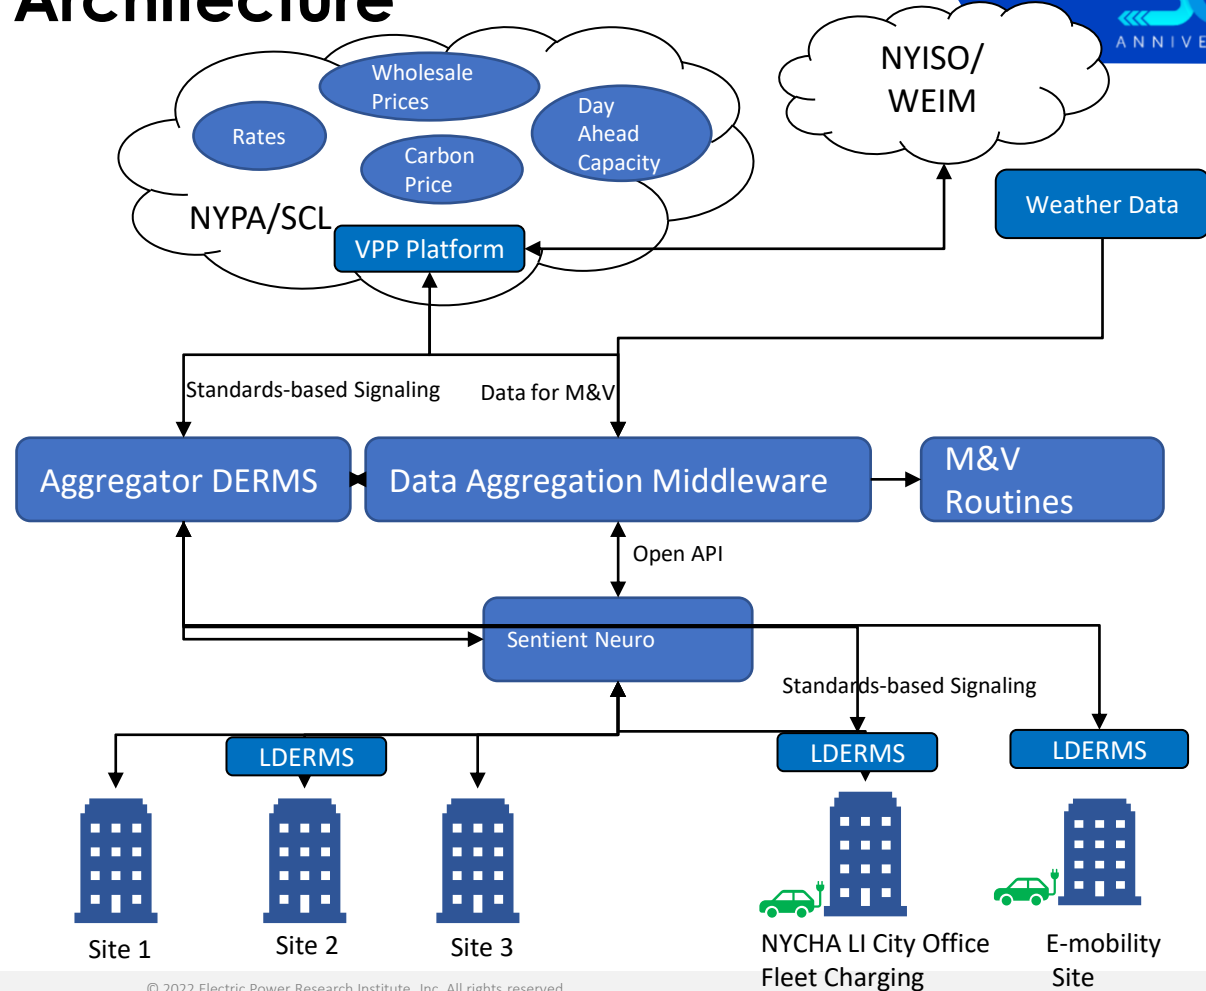 Architecture
ANNIVE
Wholesale
Prices
Rates
Day
Ahead
Capacity
Carbon
Price
NYPA/SCL
VPP Platform
NYISO/
WEIM
Weather Data
Standards-based Signaling
Data for M&V
Aggregator DERMS
Data Aggregation Middleware
M&V
Routines
Open API
Sentient Neuro
Standards-based Signaling
LDERMS
LDERMS
LDERMS
Site 1
Site 2
Site 3
NYCHA LI City Office
Fleet Charging
E-mobility
Site
© 2022 Electric Power Research Institute, Inc. All rights reserved.